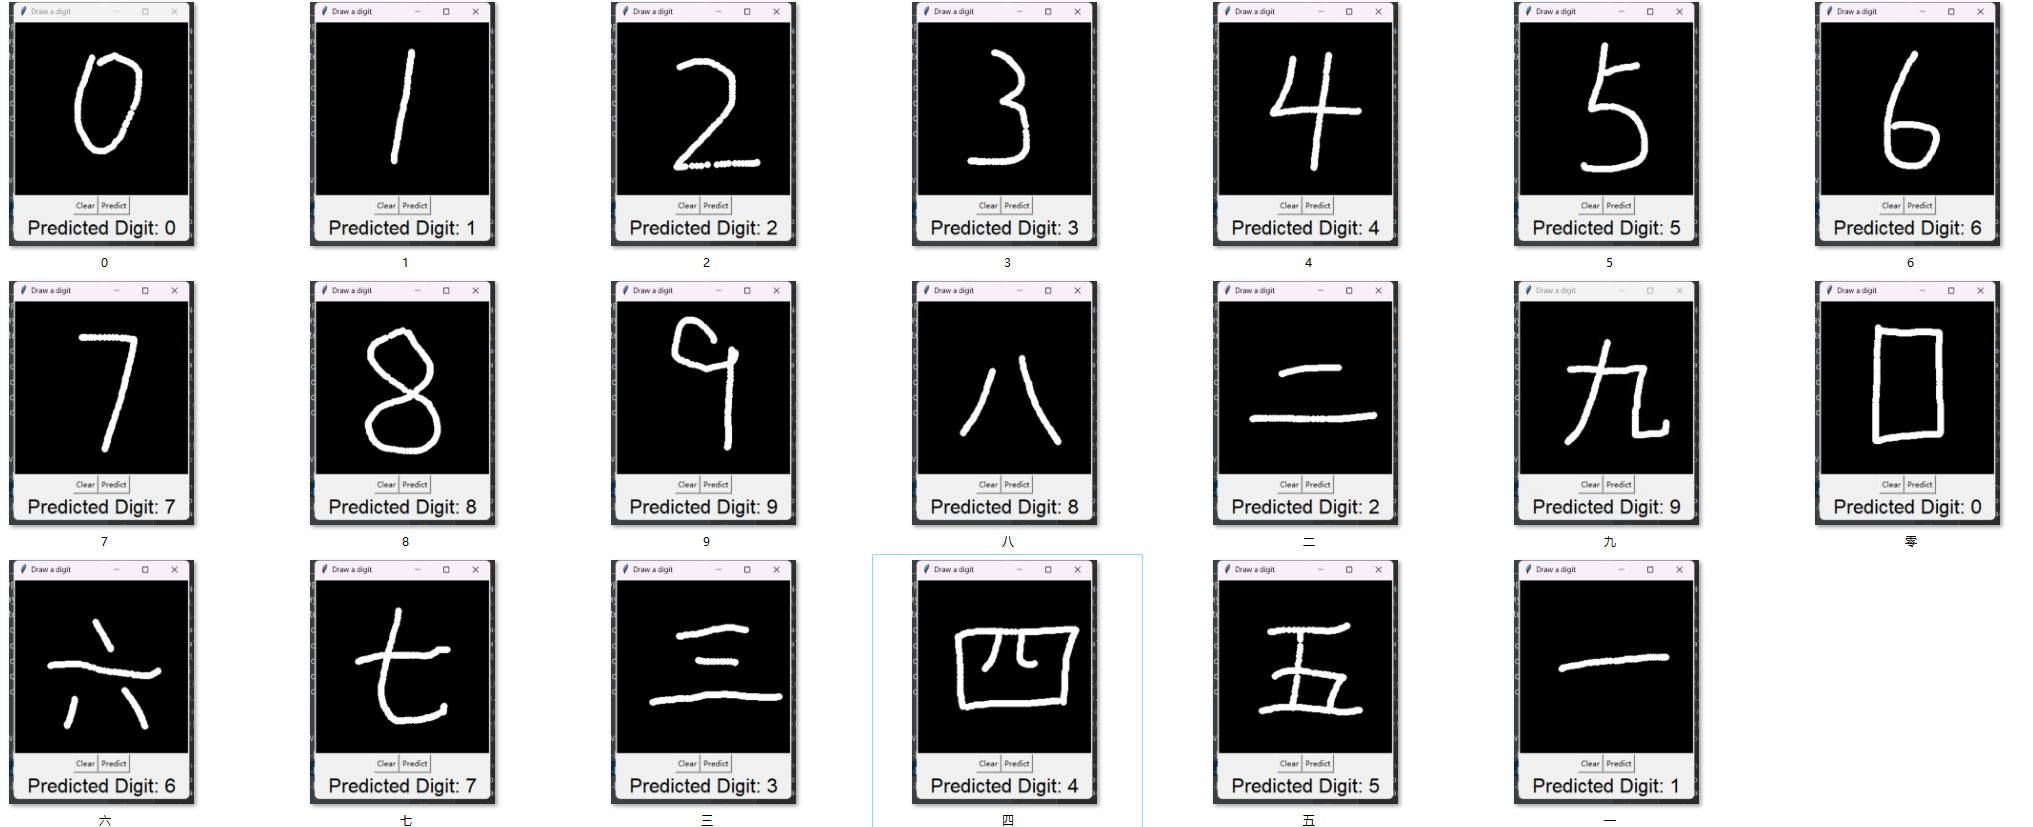 Draw a digit Draw a digit Draw a digit Draw a digit Draw a digit Draw a digit Draw a digit
0 1 2 3 4 5 6
Clear Predict Clear Predict Clear Predict Clear Predict Clear Predict Clear Predict Clear Predict
Predicted Digit: 0 Predicted Digit: 1 Predicted Digit: 2 Predicted Digit: 3 Predicted Digit: 4 Predicted Digit: 5 Predicted Digit: 6
0 1 2 3 4 5 6
Draw a digit Draw a digit Draw a digit Draw a digit Draw a digit Draw a digit Draw a digit
7 8 9 八 二 九 口
Clear Predict Clear Predict Clear Predict Clear Predict Clear Predict Clear Predict Clear Predict
Predicted Digit: 7 Predicted Digit: 8 Predicted Digit: 9 Predicted Digit: 8 Predicted Digit: 2 Predicted Digit: 9 Predicted Digit: 0
7 8 9 八 二 九 零
Draw a digit Draw a digit Draw a digit Draw a digit Draw a digit Draw a digit
六 七 三 四 五 一
Clear Predict Clear Predict Clear Predict Clear Predict Clear Predict Clear Predict
Predicted Digit: 6 Predicted Digit: 7 Predicted Digit: 3 Predicted Digit: 4 Predicted Digit: 5 Predicted Digit: 1
六 七 三 四 五 一